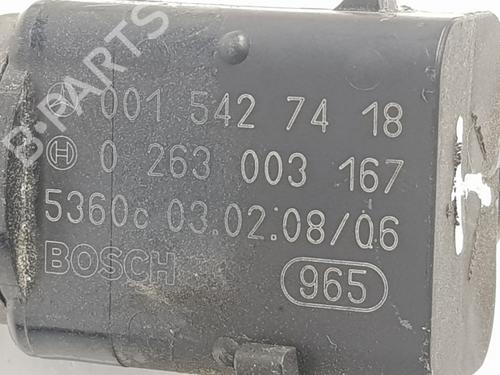 001 542 74 18
0 263 003 167
5360c 03.02.08/06
BOSCH 965
B-PARTS